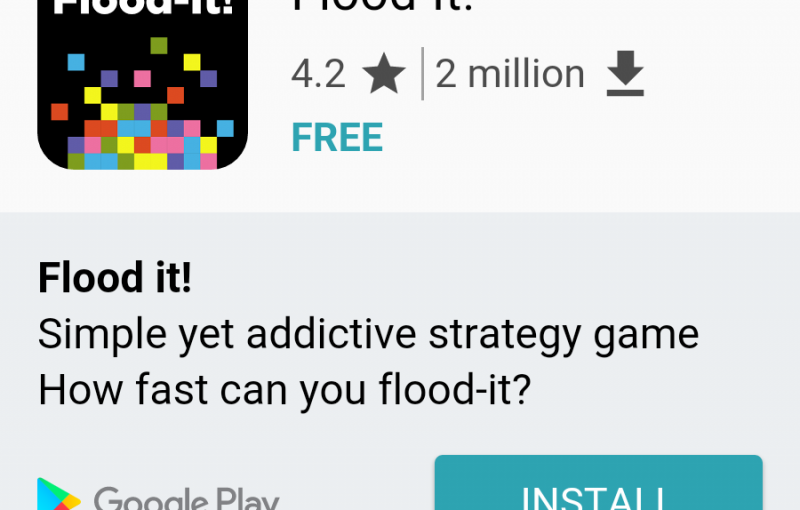 Flood-it!
Flood it!
4.2
2 million
FREE
Flood it!
Simple yet addictive strategy game
How fast can you flood-it?
Google Play
INSTALL